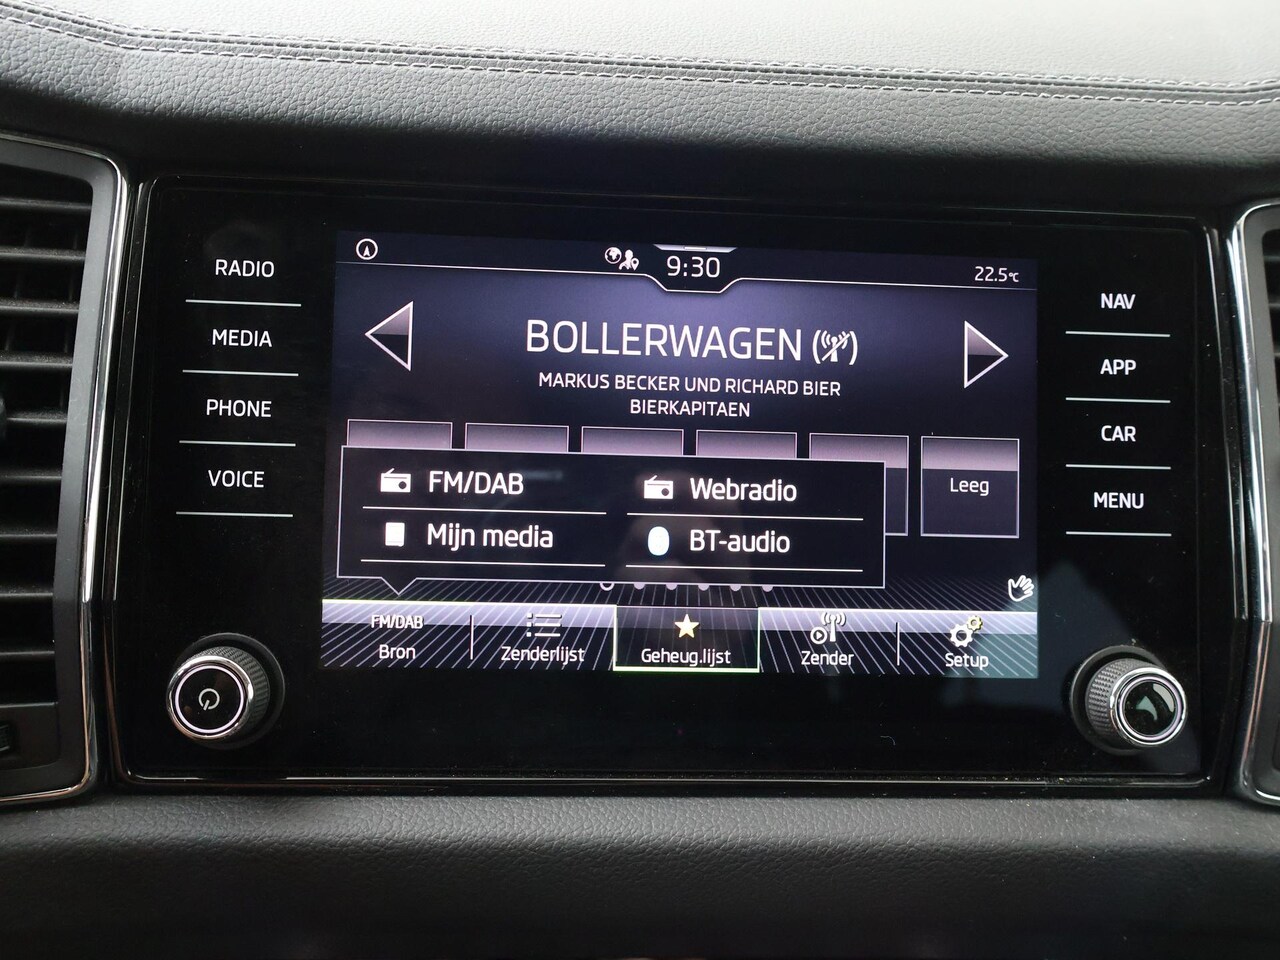 RADIO
MEDIA
PHONE
VOICE
9:30
22.5°C
BOLLERWAGEN
MARKUS BECKER UND RICHARD BIER
BIERKAPITAEN
Leeg
FM/DAB
Webradio
Mijn media
BT-audio
FM/DAB
Bron
Zenderlijst
Geheug.lijst
Zender
Setup
NAV
APP
CAR
MENU